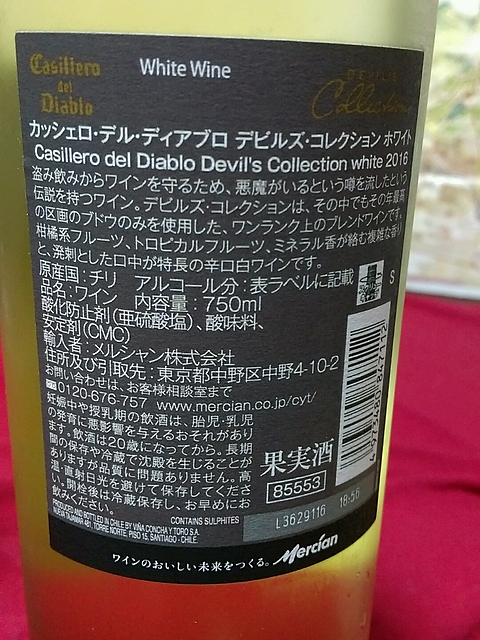 Casillero del Diablo
White Wine
DEVIL'S Collection
カッシェロ・デル・ディアブロ デビルズ・コレクション ホワイト
Casillero del Diablo Devil's Collection white 2016
盗み飲みからワインを守るため、悪魔がいるという噂を流したという
伝説を持つワイン。デビルズ・コレクションは、その中でもその年最高
の区画のブドウのみを使用した、ワンランク上のブレンドワインです。
柑橘系フルーツ、トロピカルフルーツ、ミネラル香が絡む複雑な香り
と、発刺とした口中が特長の辛口白ワインです。
原産国:チリ アルコール分:表ラベルに記載
品名:ワイン 内容量:750ml
酸化防止剤(亜硫酸塩)、酸味料、
安定剤(CMC)
輸入者:メルシャン株式会社
住所及び引取先:東京都中野区中野4-10-2
お問い合わせは、お客様相談室まで
0120-676-757 www.mercian.co.jp/cyt/
妊娠中や授乳期の飲酒は、胎児・乳児
の発育に悪影響を与えるおそれがあり
ます。飲酒は20歳になってから。長期
間の保存や冷蔵で沈殿を生じることが
ありますが品質に問題ありません。高
温・直射日光を避けて保存してくださ
い。開栓後は冷蔵保存し、お早めにお
飲みください。
果実酒
85553
S
PRODUCED AND BOTTLED IN CHILE BY VIÑA CONCHA Y TORO S.A.
NUEVA TAJAMAR 481, TORRE NORTE, PISO 15, SANTIAGO - CHILE.
CONTAINS SULPHITES
L3629116 18:56
ワインのおいしい未来をつくる。 Mercian